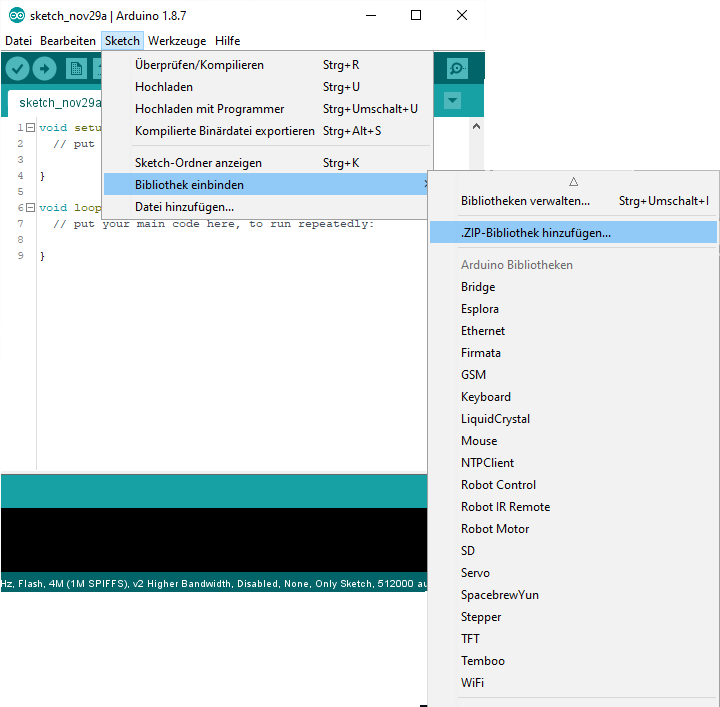 sketch_nov29a | Arduino 1.8.7
Datei Bearbeiten Sketch Werkzeuge Hilfe
Überprüfen/Kompilieren Strg+R
Hochladen Strg+U
Hochladen mit Programmer Strg+Umschalt+U
Kompilierte Binärdatei exportieren Strg+Alt+S
Sketch-Ordner anzeigen Strg+K
Bibliothek einbinden
Datei hinzufügen...
sketch_nov29a
1 void setu
2 // put
3
4 }
5
6 void loop
7 // put your main code here, to run repeatedly:
8
9 }
Bibliotheken verwalten... Strg+Umschalt+I
.ZIP-Bibliothek hinzufügen...
Arduino Bibliotheken
Bridge
Esplora
Ethernet
Firmata
GSM
Keyboard
LiquidCrystal
Mouse
NTPClient
Robot Control
Robot IR Remote
Robot Motor
SD
Servo
SpacebrewYun
Stepper
TFT
Temboo
WiFi
Hz, Flash, 4M (1M SPIFFS), v2 Higher Bandwidth, Disabled, None, Only Sketch, 512000 au